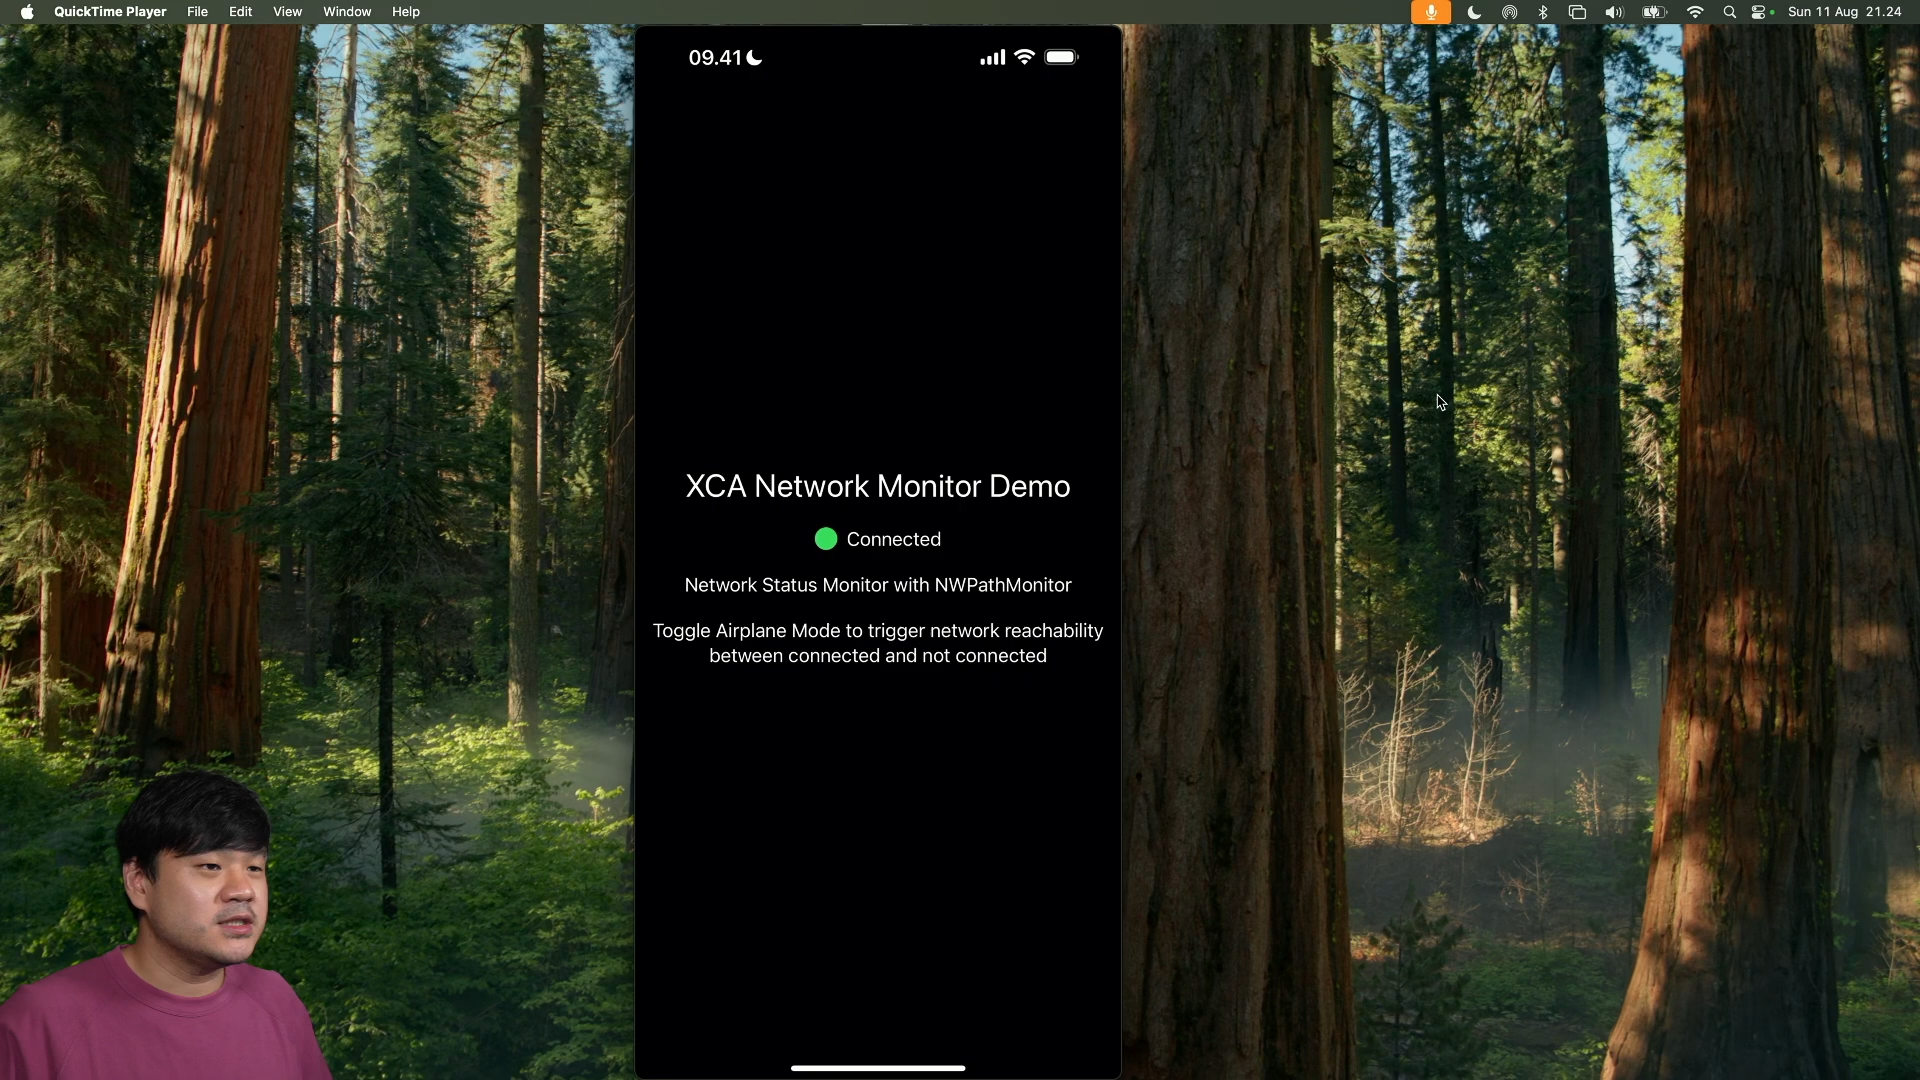 QuickTime Player File Edit View Window Help Sun 11 Aug 21.24
09.41
XCA Network Monitor Demo
Connected
Network Status Monitor with NWPathMonitor
Toggle Airplane Mode to trigger network reachability
between connected and not connected